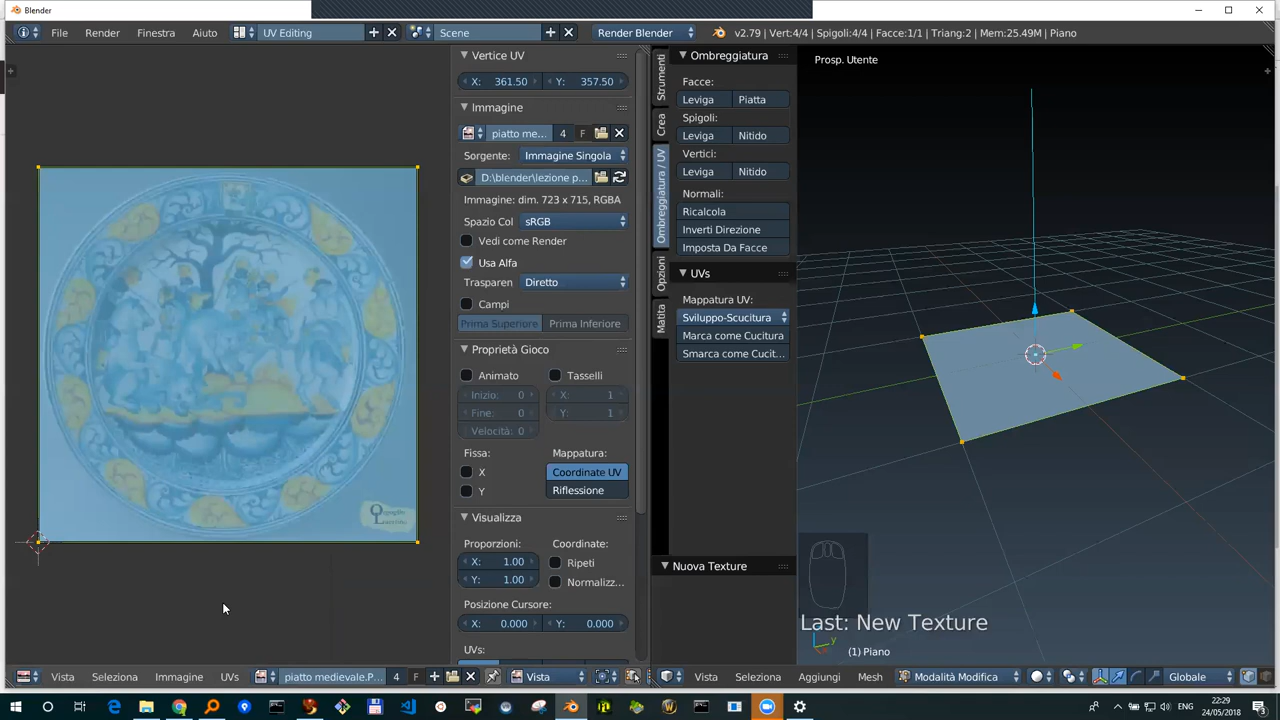 Blender
File Render Finestra Aiuto UV Editing Scene Render Blender v2.79 | Vert:4/4 | Spigoli:4/4 | Facce:1/1 | Triang:2 | Mem:25.49M | Piano
Vertice UV
X: 361.50 Y: 357.50
Immagine
piatto me... 4 F
Sorgente: Immagine Singola
D:\blender\lezione p...
Immagine: dim. 723 x 715, RGBA
Spazio Col sRGB
Vedi come Render
Usa Alfa
Trasparen Diretto
Campi
Prima Superiore Prima Inferiore
Proprietà Gioco
Animato Tasselli
Inizio: 0 X: 1
Fine: 0 Y: 1
Velocità: 0
Fissa: Mappatura:
X Coordinate UV
Y Riflessione
Visualizza
Proporzioni: Coordinate:
X: 1.00 Ripeti
Y: 1.00 Normalizz...
Posizione Cursore:
X: 0.000 Y: 0.000
UVs:
Strumenti
Crea
Ombreggiatura / UV
Opzioni
Matita
Ombreggiatura
Facce:
Leviga Piatta
Spigoli:
Leviga Nitido
Vertici:
Leviga Nitido
Normali:
Ricalcola
Inverti Direzione
Imposta Da Facce
UVs
Mappatura UV:
Sviluppo-Scucitura
Marca come Cucitura
Smarca come Cucit...
Nuova Texture
Prosp. Utente
Last: New Texture
(1) Piano
Vista Seleziona Immagine UVs piatto medievale.P... 4 F Vista
Vista Seleziona Aggiungi Mesh Modalità Modifica Globale
22:29
24/05/2018